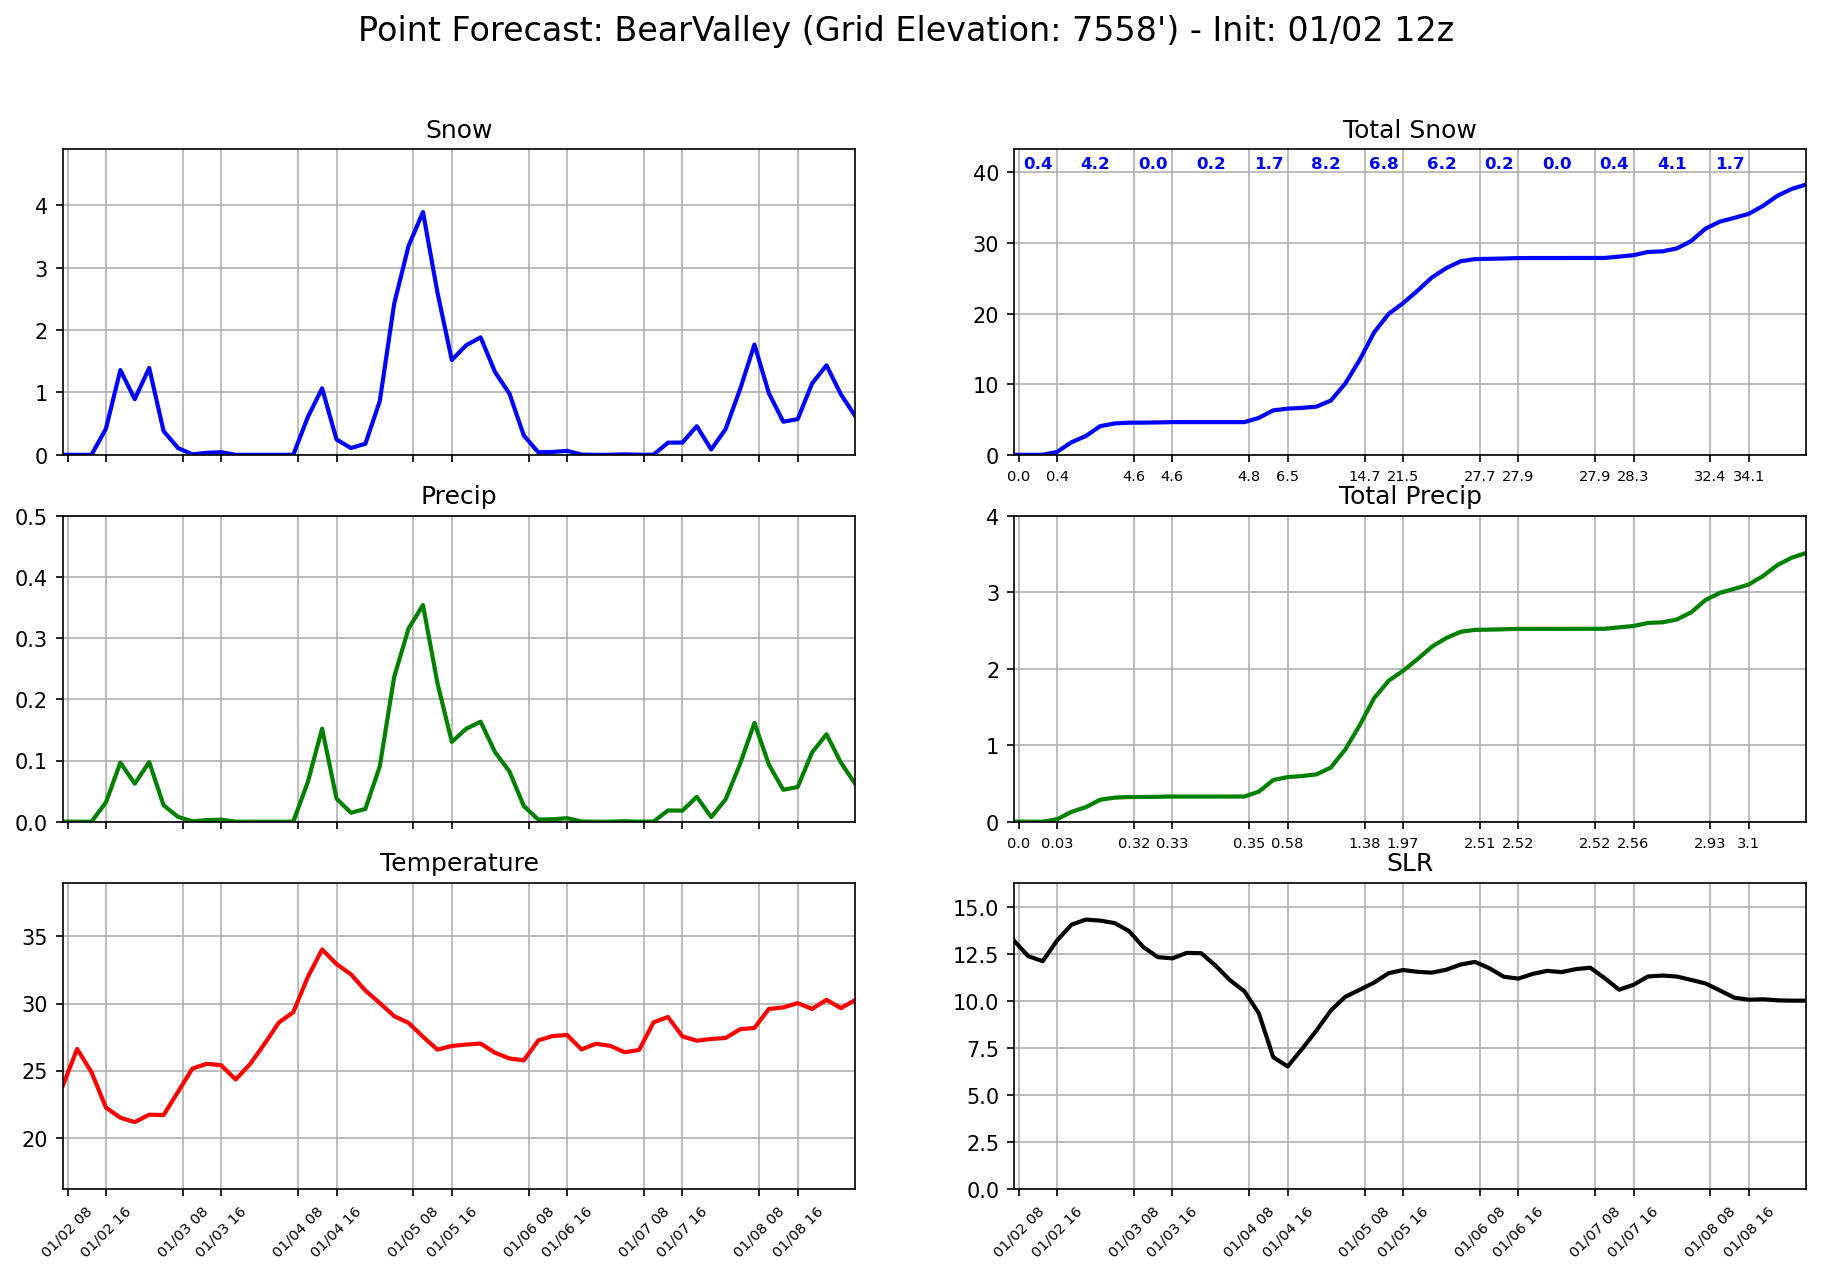 Point Forecast: BearValley (Grid Elevation: 7558') - Init: 01/02 12z
Snow
4
3
2
1
0
Total Snow
0.4 4.2 0.0 0.2 1.7 8.2 6.8 6.2 0.2 0.0 0.4 4.1 1.7
40
30
20
10
0
0.0 0.4 4.6 4.6 4.8 6.5 14.7 21.5 27.7 27.9 27.9 28.3 32.4 34.1
Precip
0.5
0.4
0.3
0.2
0.1
0.0
Total Precip
4
3
2
1
0
0.0 0.03 0.32 0.33 0.35 0.58 1.38 1.97 2.51 2.52 2.52 2.56 2.93 3.1
Temperature
35
30
25
20
01/02 08 01/02 16 01/03 08 01/03 16 01/04 08 01/04 16 01/05 08 01/05 16 01/06 08 01/06 16 01/07 08 01/07 16 01/08 08 01/08 16
SLR
15.0
12.5
10.0
7.5
5.0
2.5
0.0
01/02 08 01/02 16 01/03 08 01/03 16 01/04 08 01/04 16 01/05 08 01/05 16 01/06 08 01/06 16 01/07 08 01/07 16 01/08 08 01/08 16